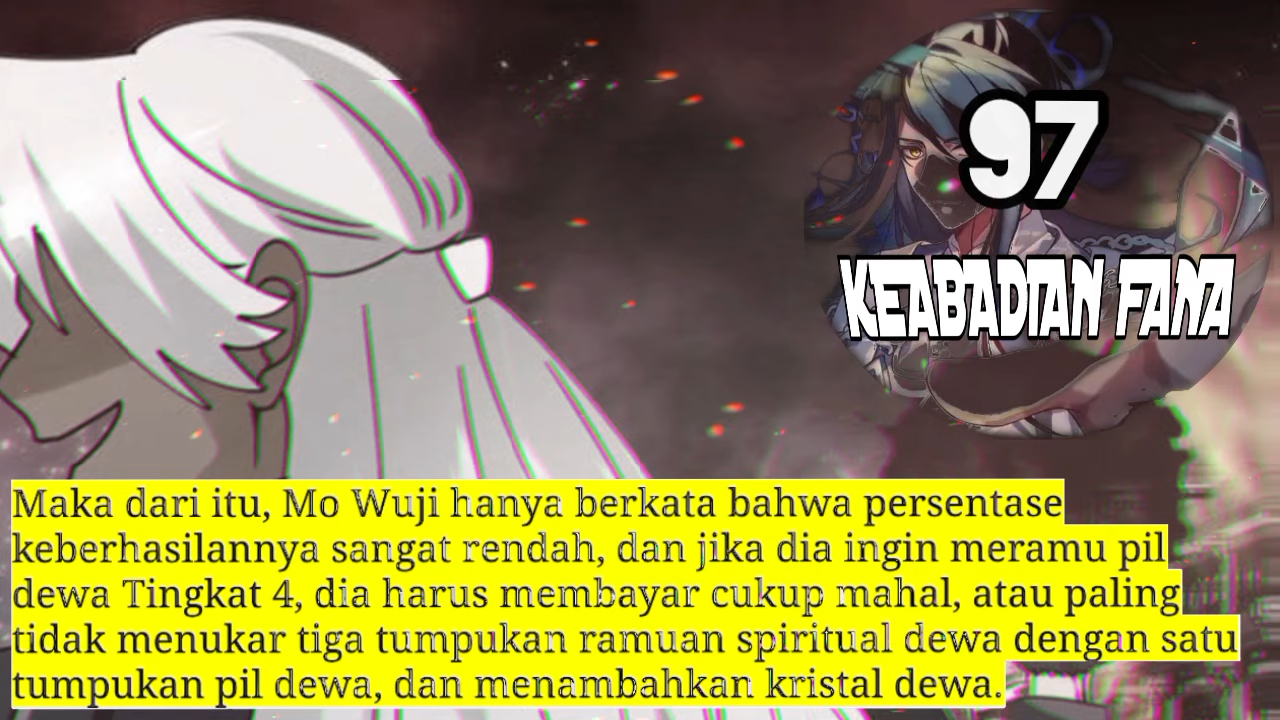 97
KEABADIAN FANA
Maka dari itu, Mo Wuji hanya berkata bahwa persentase
keberhasilannya sangat rendah, dan jika dia ingin meramu pil
dewa Tingkat 4, dia harus membayar cukup mahal, atau paling
tidak menukar tiga tumpukan ramuan spiritual dewa dengan satu
tumpukan pil dewa, dan menambahkan kristal dewa.